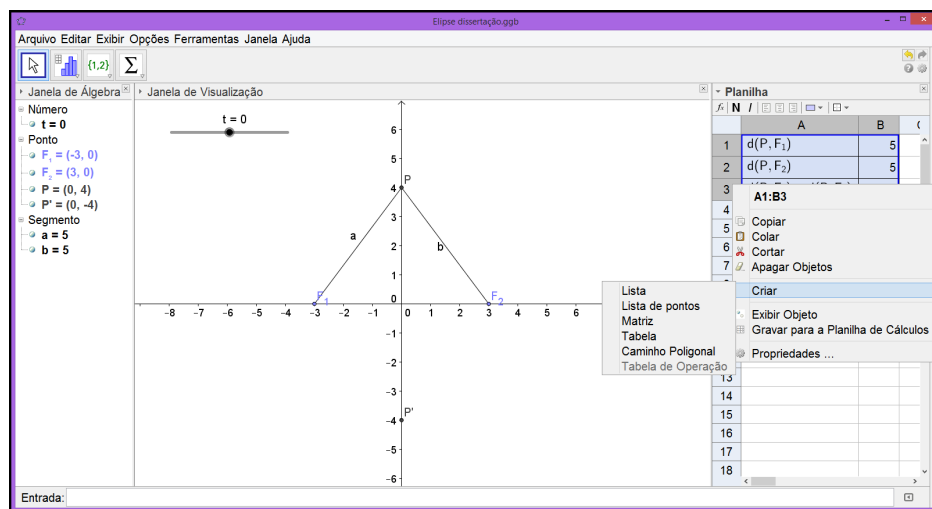 Elipse dissertação.ggb
Arquivo Editar Exibir Opções Ferramentas Janela Ajuda
{1,2} Σ
Janela de Álgebra
Número
t = 0
Ponto
F₁ = (-3, 0)
F₂ = (3, 0)
P = (0, 4)
P' = (0, -4)
Segmento
a = 5
b = 5
Janela de Visualização
t = 0
6
5
4
3
2
1
0
-1
-2
-3
-4
-5
-6
-8 -7 -6 -5 -4 -3 -2 -1 0 1 2 3 4 5 6
P
a
b
F₁
F₂
P'
Planilha
fx N I
A B
1 d(P, F₁) 5
2 d(P, F₂) 5
3
4
5
6
7
13
14
15
16
17
18
A1:B3
Copiar
Colar
Cortar
Apagar Objetos
Criar
Exibir Objeto
Gravar para a Planilha de Cálculos
Propriedades ...
Lista
Lista de pontos
Matriz
Tabela
Caminho Poligonal
Tabela de Operação
Entrada: